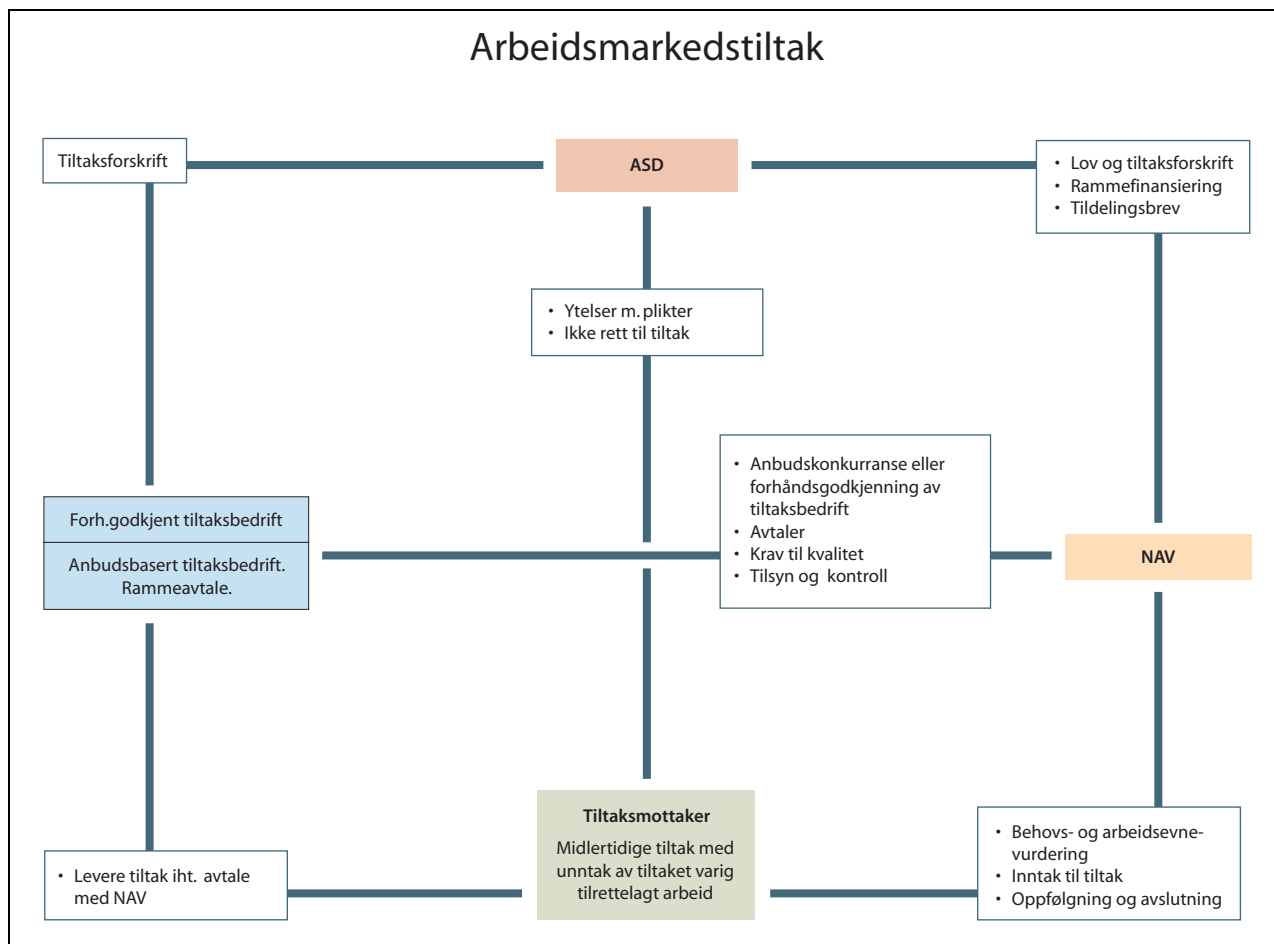 Arbeidsmarkedstiltak
Tiltaksforskrift
ASD
• Lov og tiltaksforskrift
• Rammefinansiering
• Tildelingsbrev
• Ytelser m. plikter
• Ikke rett til tiltak
• Anbudskonkurranse eller
forhåndsgodkjenning av
tiltaksbedrift
• Avtaler
• Krav til kvalitet
• Tilsyn og kontroll
Forh.godkjent tiltaksbedrift
Anbudsbasert tiltaksbedrift.
Rammeavtale.
NAV
Tiltaksmottaker
Midlertidige tiltak med
unntak av tiltaket varig
tilrettelagt arbeid
• Levere tiltak iht. avtale
med NAV
• Behovs- og arbeidsevne-
vurdering
• Inntak til tiltak
• Oppfølgning og avslutning